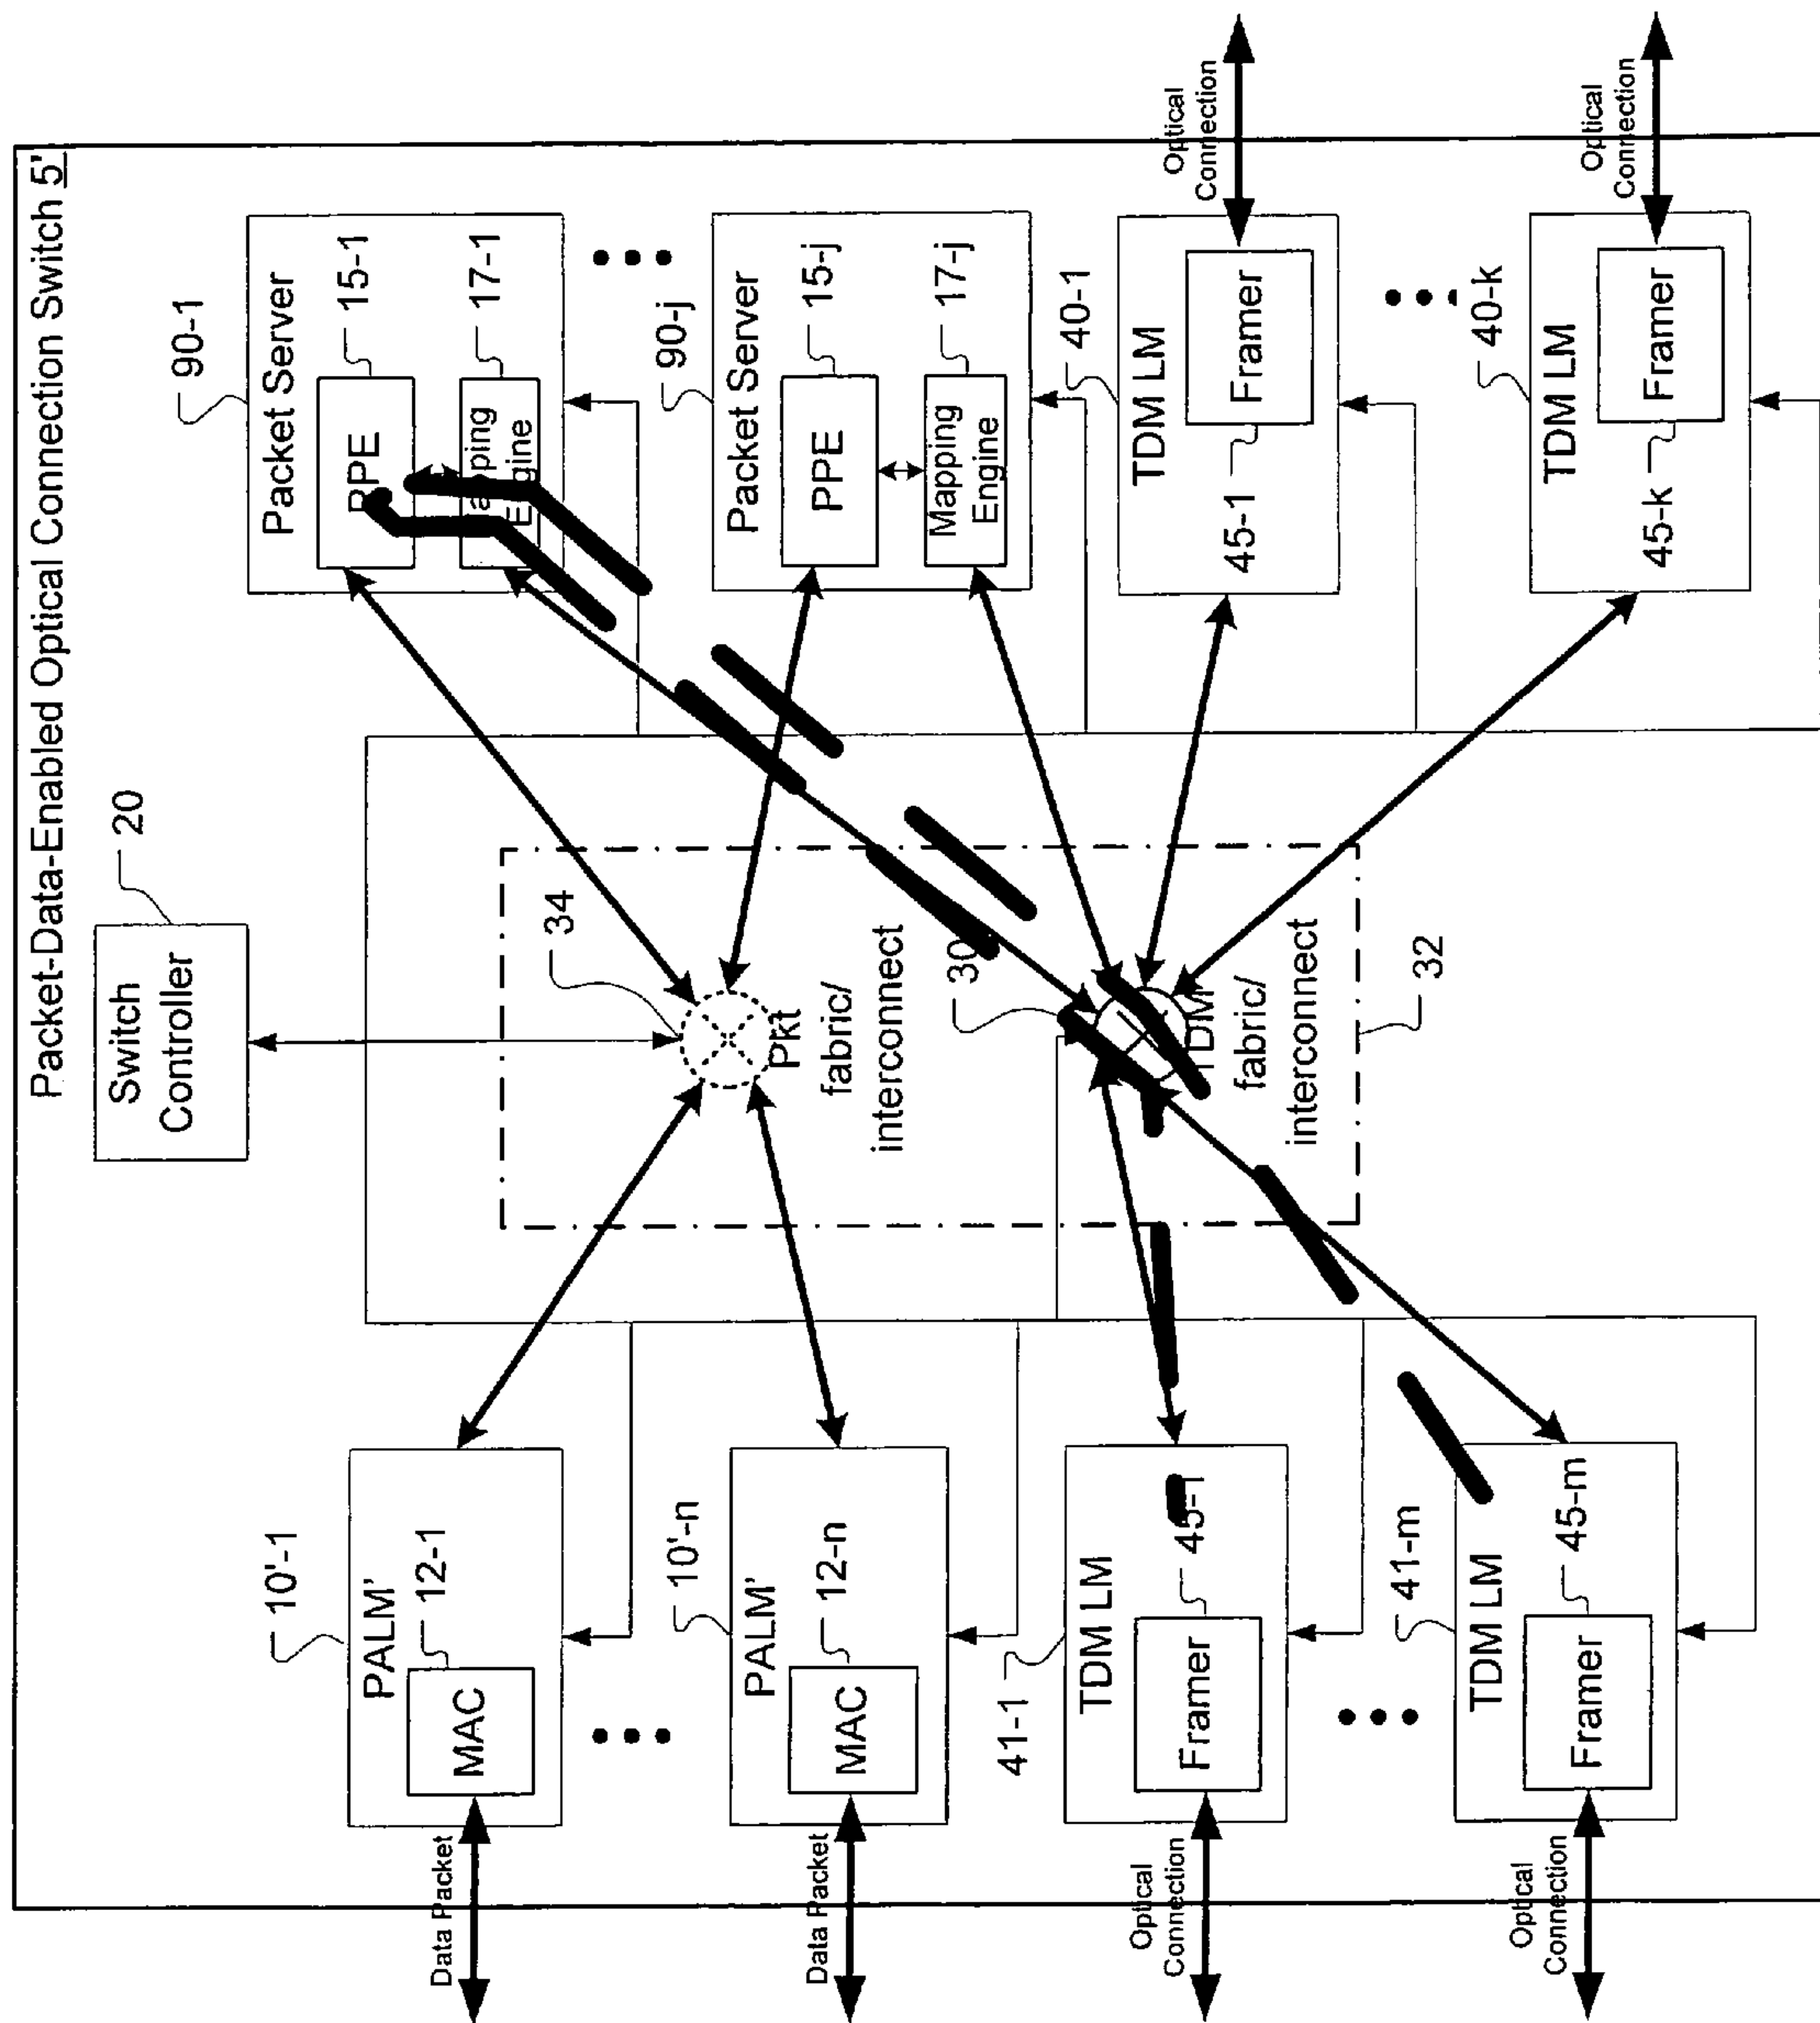 Packet-Data-Enabled Optical Connection Switch 5'
Switch
Controller
20
10'-1
PALM'
12-1
MAC
Data Packet
10'-n
PALM'
12-n
MAC
Data Packet
41-1
TDM LM
45-1
Framer
Optical
Connection
41-m
TDM LM
45-m
Framer
Optical
Connection
34
Pkt
fabric/
interconnect
30
TDM
fabric/
interconnect
32
90-1
Packet Server
15-1
PPE
17-1
Engine
90-j
Packet Server
15-j
PPE
17-j
Mapping
Engine
40-1
TDM LM
45-1
Framer
Optical
Connection
40-k
TDM LM
45-k
Framer
Optical
Connection